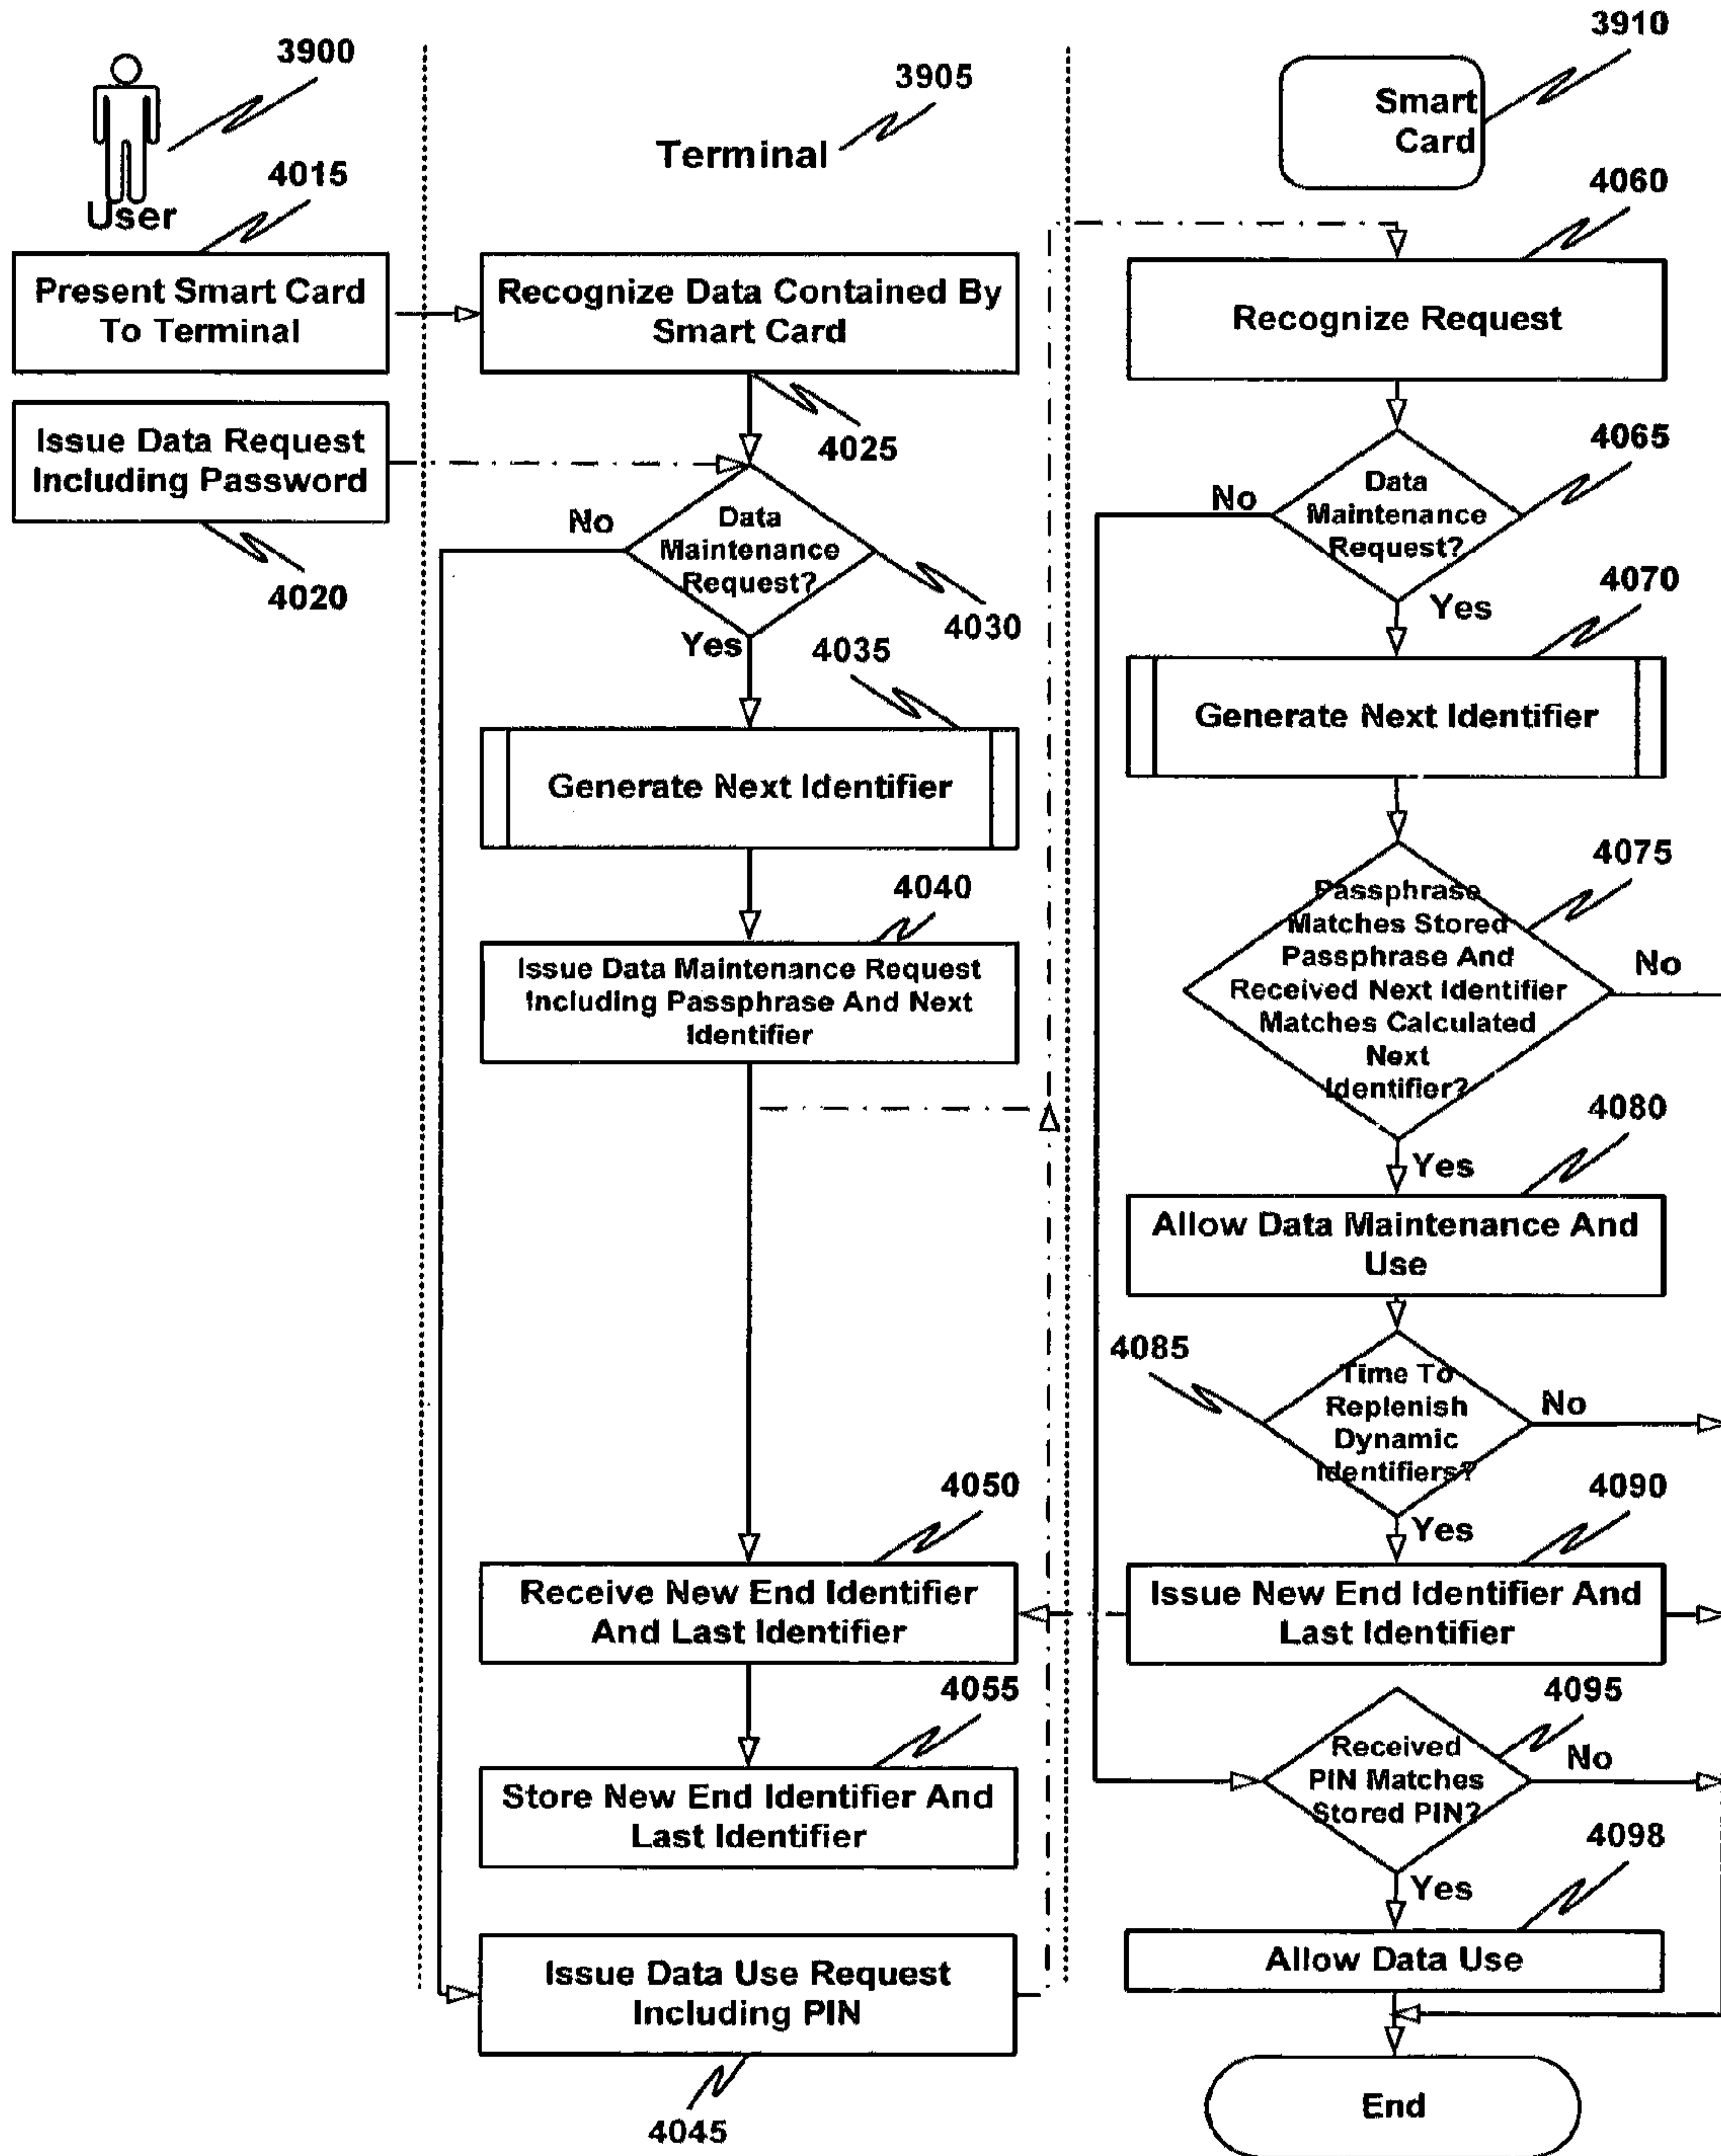 3900
User
3905
Terminal
3910
Smart
Card
4015
Present Smart Card
To Terminal
Issue Data Request
Including Password
4020
Recognize Data Contained By
Smart Card
4025
Data
Maintenance
Request?
No
Yes
4030
4035
Generate Next Identifier
4040
Issue Data Maintenance Request
Including Passphrase And Next
Identifier
4050
Receive New End Identifier
And Last Identifier
4055
Store New End Identifier And
Last Identifier
Issue Data Use Request
Including PIN
4045
4060
Recognize Request
4065
Data
Maintenance
Request?
No
Yes
4070
Generate Next Identifier
4075
Passphrase
Matches Stored
Passphrase And
Received Next Identifier
Matches Calculated
Next
Identifier?
No
Yes
4080
Allow Data Maintenance And
Use
4085
Time To
Replenish
Dynamic
Identifiers?
No
Yes
4090
Issue New End Identifier And
Last Identifier
4095
Received
PIN Matches
Stored PIN?
No
Yes
4098
Allow Data Use
End